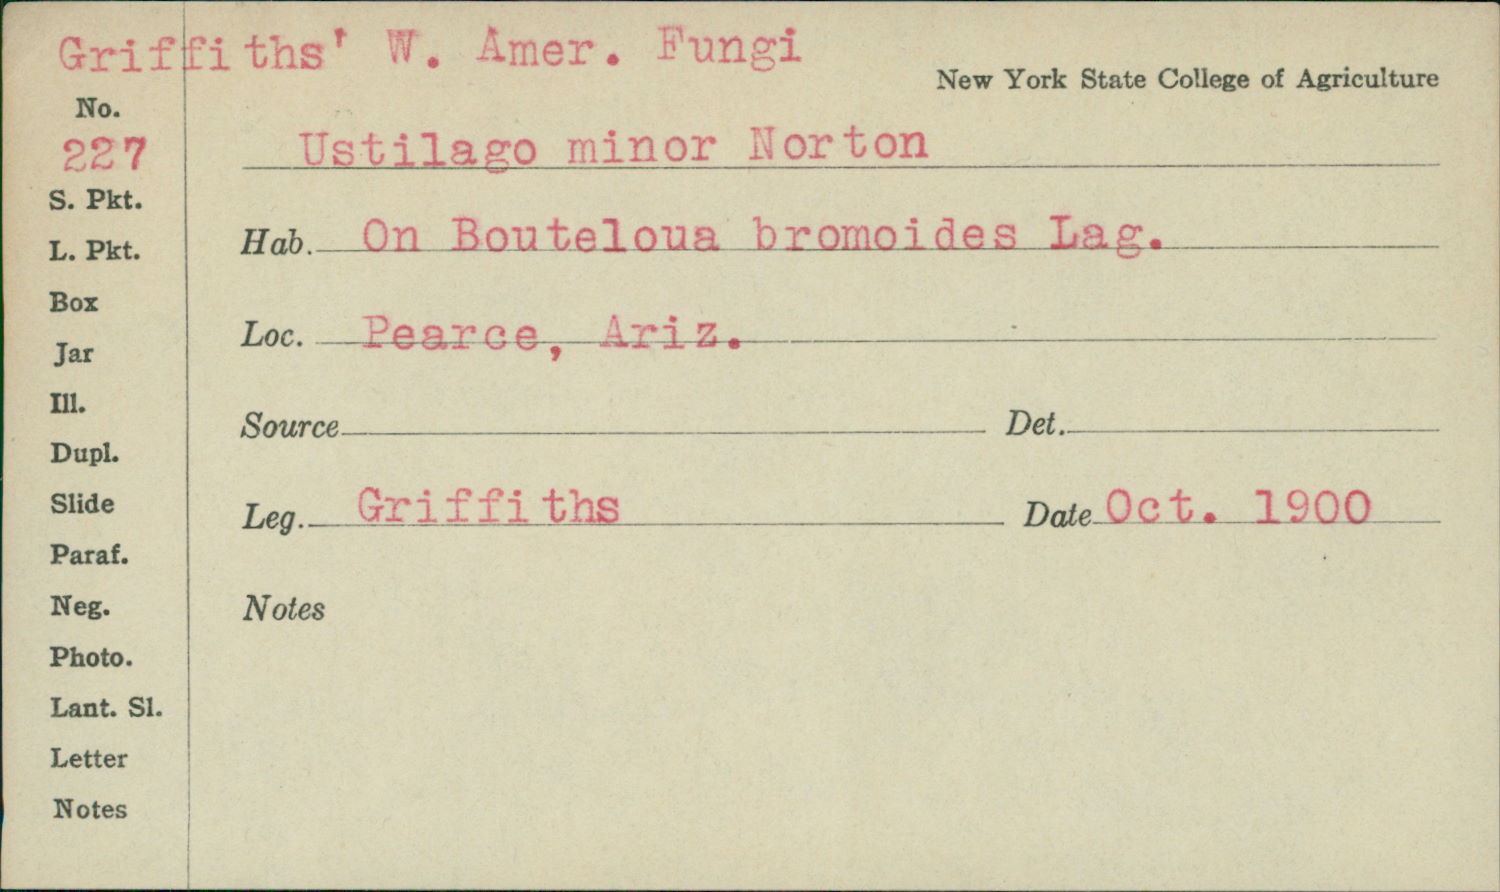 Griffiths' W. Amer. Fungi
New York State College of Agriculture
No.
227
Ustilago minor Norton
S. Pkt.
L. Pkt.
Hab. On Bouteloua bromoides Lag.
Box
Loc. Pearce, Ariz.
Jar
Ill.
Source Det.
Dupl.
Slide
Leg. Griffiths Date Oct. 1900
Paraf.
Neg.
Notes
Photo.
Lant. Sl.
Letter
Notes